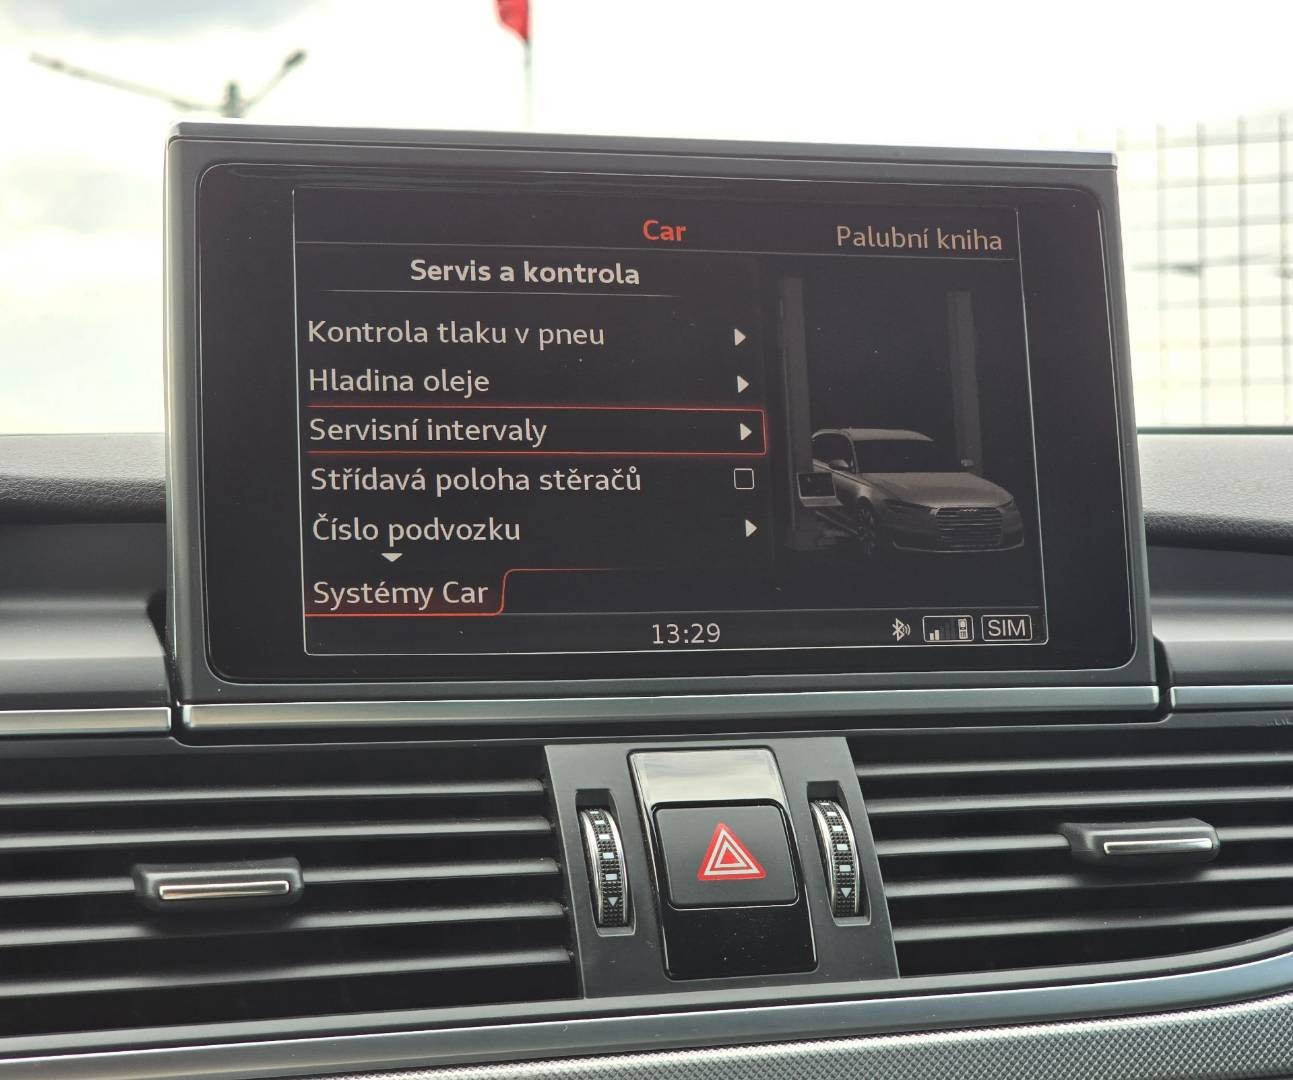 Car
Palubní kniha
Servis a kontrola
Kontrola tlaku v pneu
Hladina oleje
Servisní intervaly
Střídavá poloha stěračů
Číslo podvozku
Systémy Car
13:29
SIM